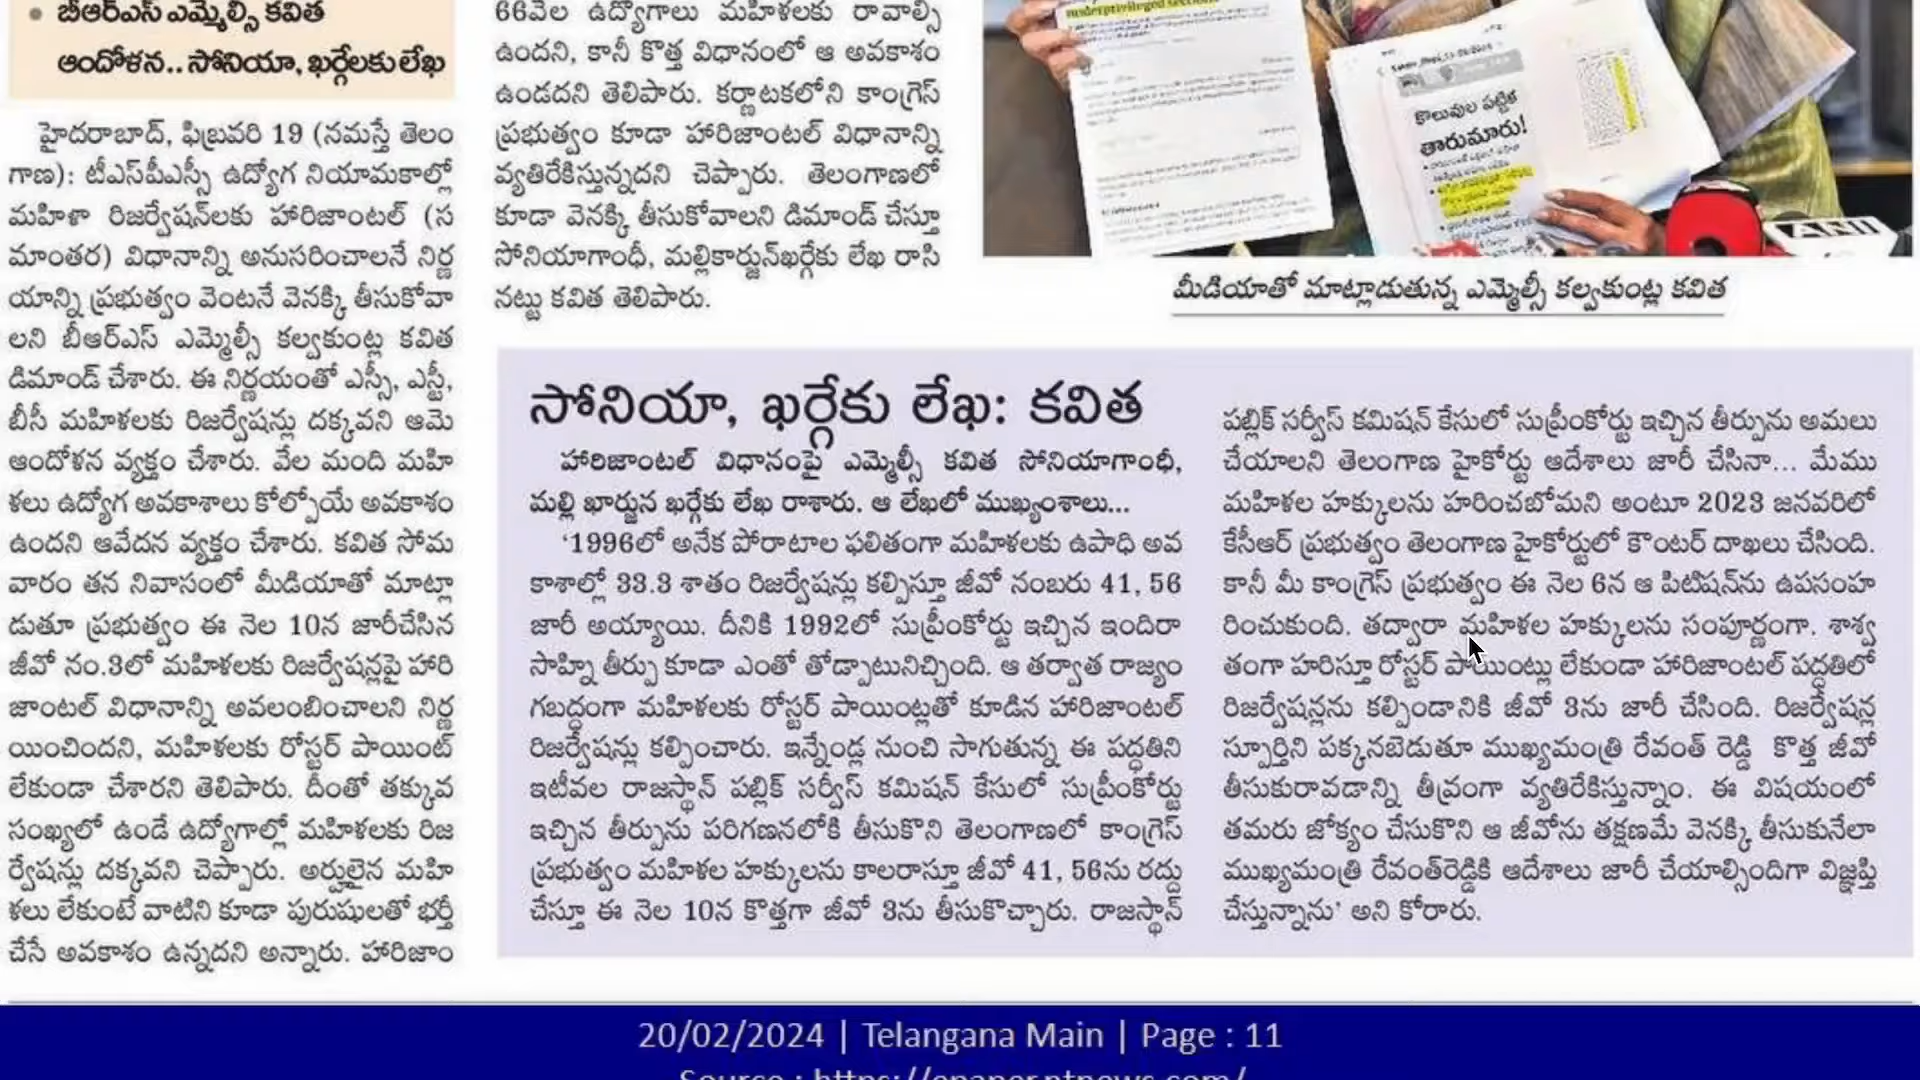 బీఆర్ఎస్ ఎమ్మెల్సీ కవిత
ఆందోళన.. సోనియా, ఖర్గేలకు లేఖ
హైదరాబాద్, ఫిబ్రవరి 19 (నమస్తే తెలం
గాణ): టీఎస్‌పీఎస్సీ ఉద్యోగ నియామకాల్లో
మహిళా రిజర్వేషన్‌లకు హారిజాంటల్ (స
మాంతర) విధానాన్ని అనుసరించాలనే నిర్ణ
యాన్ని ప్రభుత్వం వెంటనే వెనక్కి తీసుకోవా
లని బీఆర్ఎస్ ఎమ్మెల్సీ కల్వకుంట్ల కవిత
డిమాండ్ చేశారు. ఈ నిర్ణయంతో ఎస్సీ, ఎస్టీ,
బీసీ మహిళలకు రిజర్వేషన్లు దక్కవని ఆమె
ఆందోళన వ్యక్తం చేశారు. వేల మంది మహి
ళలు ఉద్యోగ అవకాశాలు కోల్పోయే అవకాశం
ఉందని ఆవేదన వ్యక్తం చేశారు. కవిత సోమ
వారం తన నివాసంలో మీడియాతో మాట్లా
డుతూ ప్రభుత్వం ఈ నెల 10న జారీచేసిన
జీవో నం.3లో మహిళలకు రిజర్వేషన్లపై హారి
జాంటల్ విధానాన్ని అవలంబించాలని నిర్ణ
యించిందని, మహిళలకు రోస్టర్ పాయింట్
లేకుండా చేశారని తెలిపారు. దీంతో తక్కువ
సంఖ్యలో ఉండే ఉద్యోగాల్లో మహిళలకు రిజ
ర్వేషన్లు దక్కవని చెప్పారు. అర్హులైన మహి
ళలు లేకుంటే వాటిని కూడా పురుషులతో భర్తీ
చేసే అవకాశం ఉన్నదని అన్నారు. హారిజాం
66వేల ఉద్యోగాలు మహిళలకు రావాల్సి
ఉందని, కానీ కొత్త విధానంలో ఆ అవకాశం
ఉండదని తెలిపారు. కర్ణాటకలోని కాంగ్రెస్
ప్రభుత్వం కూడా హారిజాంటల్ విధానాన్ని
వ్యతిరేకిస్తున్నదని చెప్పారు. తెలంగాణలో
కూడా వెనక్కి తీసుకోవాలని డిమాండ్ చేస్తూ
సోనియాగాంధీ, మల్లికార్జున్‌ఖర్గేకు లేఖ రాసి
నట్టు కవిత తెలిపారు.
underprivileged
కొలువుల పట్టిక
తారుమారు!
ANI
మీడియాతో మాట్లాడుతున్న ఎమ్మెల్సీ కల్వకుంట్ల కవిత
సోనియా, ఖర్గేకు లేఖ: కవిత
హారిజాంటల్ విధానంపై ఎమ్మెల్సీ కవిత సోనియాగాంధీ,
మల్లి ఖార్జున ఖర్గేకు లేఖ రాశారు. ఆ లేఖలో ముఖ్యంశాలు...
‘1996లో అనేక పోరాటాల ఫలితంగా మహిళలకు ఉపాధి అవ
కాశాల్లో 33.3 శాతం రిజర్వేషన్లు కల్పిస్తూ జీవో నంబరు 41, 56
జారీ అయ్యాయి. దీనికి 1992లో సుప్రీంకోర్టు ఇచ్చిన ఇందిరా
సాహ్ని తీర్పు కూడా ఎంతో తోడ్పాటునిచ్చింది. ఆ తర్వాత రాజ్యం
గబద్ధంగా మహిళలకు రోస్టర్ పాయింట్లతో కూడిన హారిజాంటల్
రిజర్వేషన్లు కల్పించారు. ఇన్నేండ్ల నుంచి సాగుతున్న ఈ పద్ధతిని
ఇటీవల రాజస్థాన్ పబ్లిక్ సర్వీస్ కమిషన్ కేసులో సుప్రీంకోర్టు
ఇచ్చిన తీర్పును పరిగణనలోకి తీసుకొని తెలంగాణలో కాంగ్రెస్
ప్రభుత్వం మహిళల హక్కులను కాలరాస్తూ జీవో 41, 56ను రద్దు
చేస్తూ ఈ నెల 10న కొత్తగా జీవో 3ను తీసుకొచ్చారు. రాజస్థాన్
పబ్లిక్ సర్వీస్ కమిషన్ కేసులో సుప్రీంకోర్టు ఇచ్చిన తీర్పును అమలు
చేయాలని తెలంగాణ హైకోర్టు ఆదేశాలు జారీ చేసినా... మేము
మహిళల హక్కులను హరించబోమని అంటూ 2023 జనవరిలో
కేసీఆర్ ప్రభుత్వం తెలంగాణ హైకోర్టులో కౌంటర్ దాఖలు చేసింది.
కానీ మీ కాంగ్రెస్ ప్రభుత్వం ఈ నెల 6న ఆ పిటిషన్‌ను ఉపసంహ
రించుకుంది. తద్వారా మహిళల హక్కులను సంపూర్ణంగా. శాశ్వ
తంగా హరిస్తూ రోస్టర్ పాయింట్లు లేకుండా హారిజాంటల్ పద్ధతిలో
రిజర్వేషన్లను కల్పిండానికి జీవో 3ను జారీ చేసింది. రిజర్వేషన్ల
స్ఫూర్తిని పక్కనబెడుతూ ముఖ్యమంత్రి రేవంత్ రెడ్డి కొత్త జీవో
తీసుకురావడాన్ని తీవ్రంగా వ్యతిరేకిస్తున్నాం. ఈ విషయంలో
తమరు జోక్యం చేసుకొని ఆ జీవోను తక్షణమే వెనక్కి తీసుకునేలా
ముఖ్యమంత్రి రేవంత్‌రెడ్డికి ఆదేశాలు జారీ చేయాల్సిందిగా విజ్ఞప్తి
చేస్తున్నాను’ అని కోరారు.
20/02/2024 | Telangana Main | Page : 11
Source : https://epaper.ntnews.com/